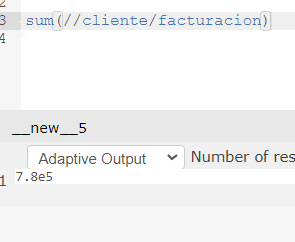 2
3 sum(//cliente/facturacion)
4
__new__5
Adaptive Output Number of res
1 7.8e5